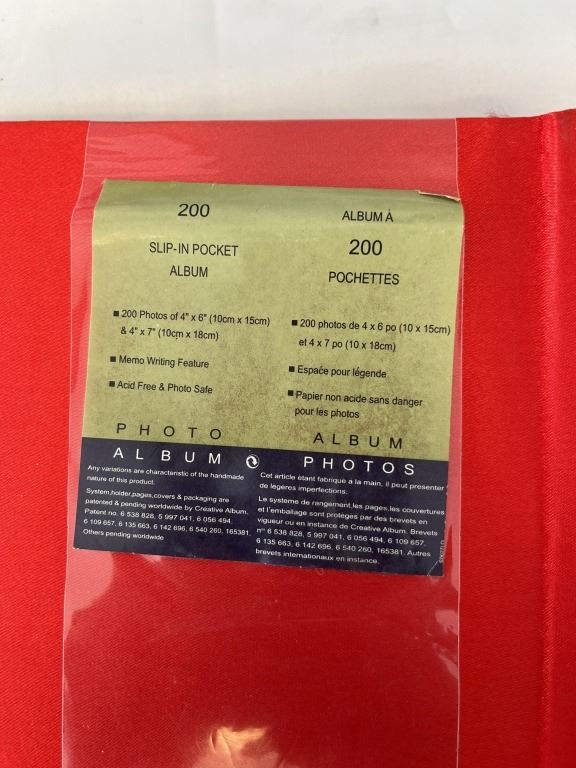 200
SLIP-IN POCKET
ALBUM
■ 200 Photos of 4" x 6" (10cm x 15cm)
& 4" x 7" (10cm x 18cm)
■ Memo Writing Feature
■ Acid Free & Photo Safe
PHOTO
ALBUM
Any variations are characteristic of the handmade
nature of this product.
System,holder,pages,covers & packaging are
patented & pending worldwide by Creative Album.
Patent no. 6 538 828, 5 997 041, 6 056 494,
6 109 657, 6 135 663, 6 142 696, 6 540 260, 165381,
Others pending worldwide
ALBUM À
200
POCHETTES
■ 200 photos de 4 x 6 po (10 x 15cm)
et 4 x 7 po (10 x 18cm)
■ Espace pour légende
■ Papier non acide sans danger
pour les photos
ALBUM
PHOTOS
Cet article étant fabriqué a la main, il peut presenter
de legéres imperfections.
Le systeme de rangement,les pages,les couvertures
et l'emballage sont protegés par des brevets en
vigueur ou en instance de Creative Album. Brevets
nos 6 538 828, 5 997 041, 6 056 494, 6 109 657,
6 135 663, 6 142 696, 6 540 260, 165381. Autres
brevets internationaux en instance.